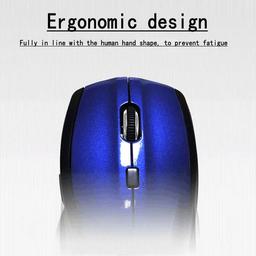 Ergonomic design
Fully in line with the human hand shape, to prevent fatigue